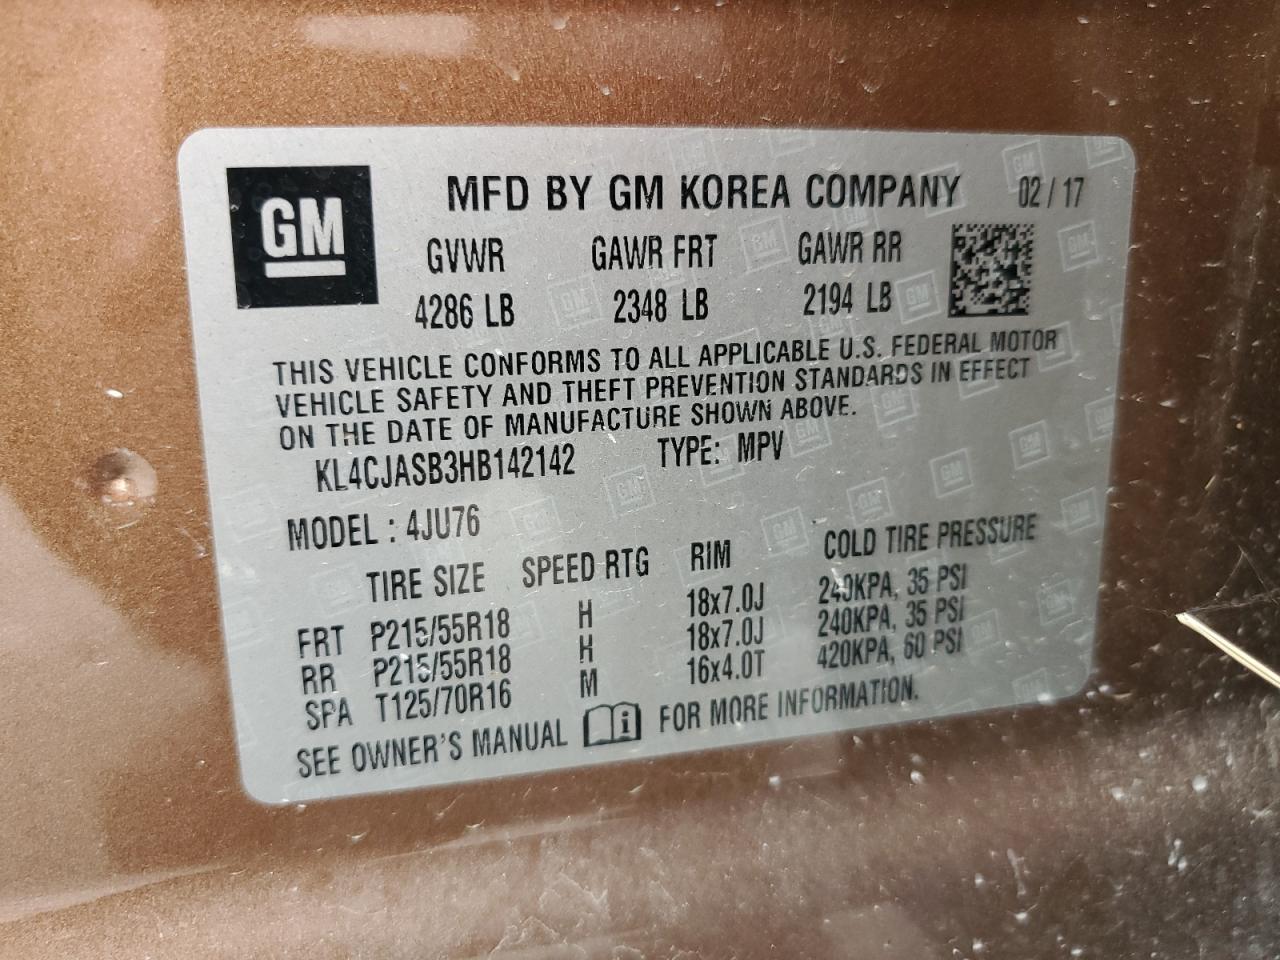 GM
MFD BY GM KOREA COMPANY 02/17
GVWR GAWR FRT GAWR RR
4286 LB 2348 LB 2194 LB
THIS VEHICLE CONFORMS TO ALL APPLICABLE U.S. FEDERAL MOTOR
VEHICLE SAFETY AND THEFT PREVENTION STANDARDS IN EFFECT
ON THE DATE OF MANUFACTURE SHOWN ABOVE.
KL4CJASB3HB142142 TYPE: MPV
MODEL : 4JU76
TIRE SIZE SPEED RTG RIM COLD TIRE PRESSURE
FRT P215/55R18 H 18x7.0J 240KPA, 35 PSI
RR P215/55R18 H 18x7.0J 240KPA, 35 PSI
SPA T125/70R16 M 16x4.0T 420KPA, 60 PSI
SEE OWNER'S MANUAL i FOR MORE INFORMATION.